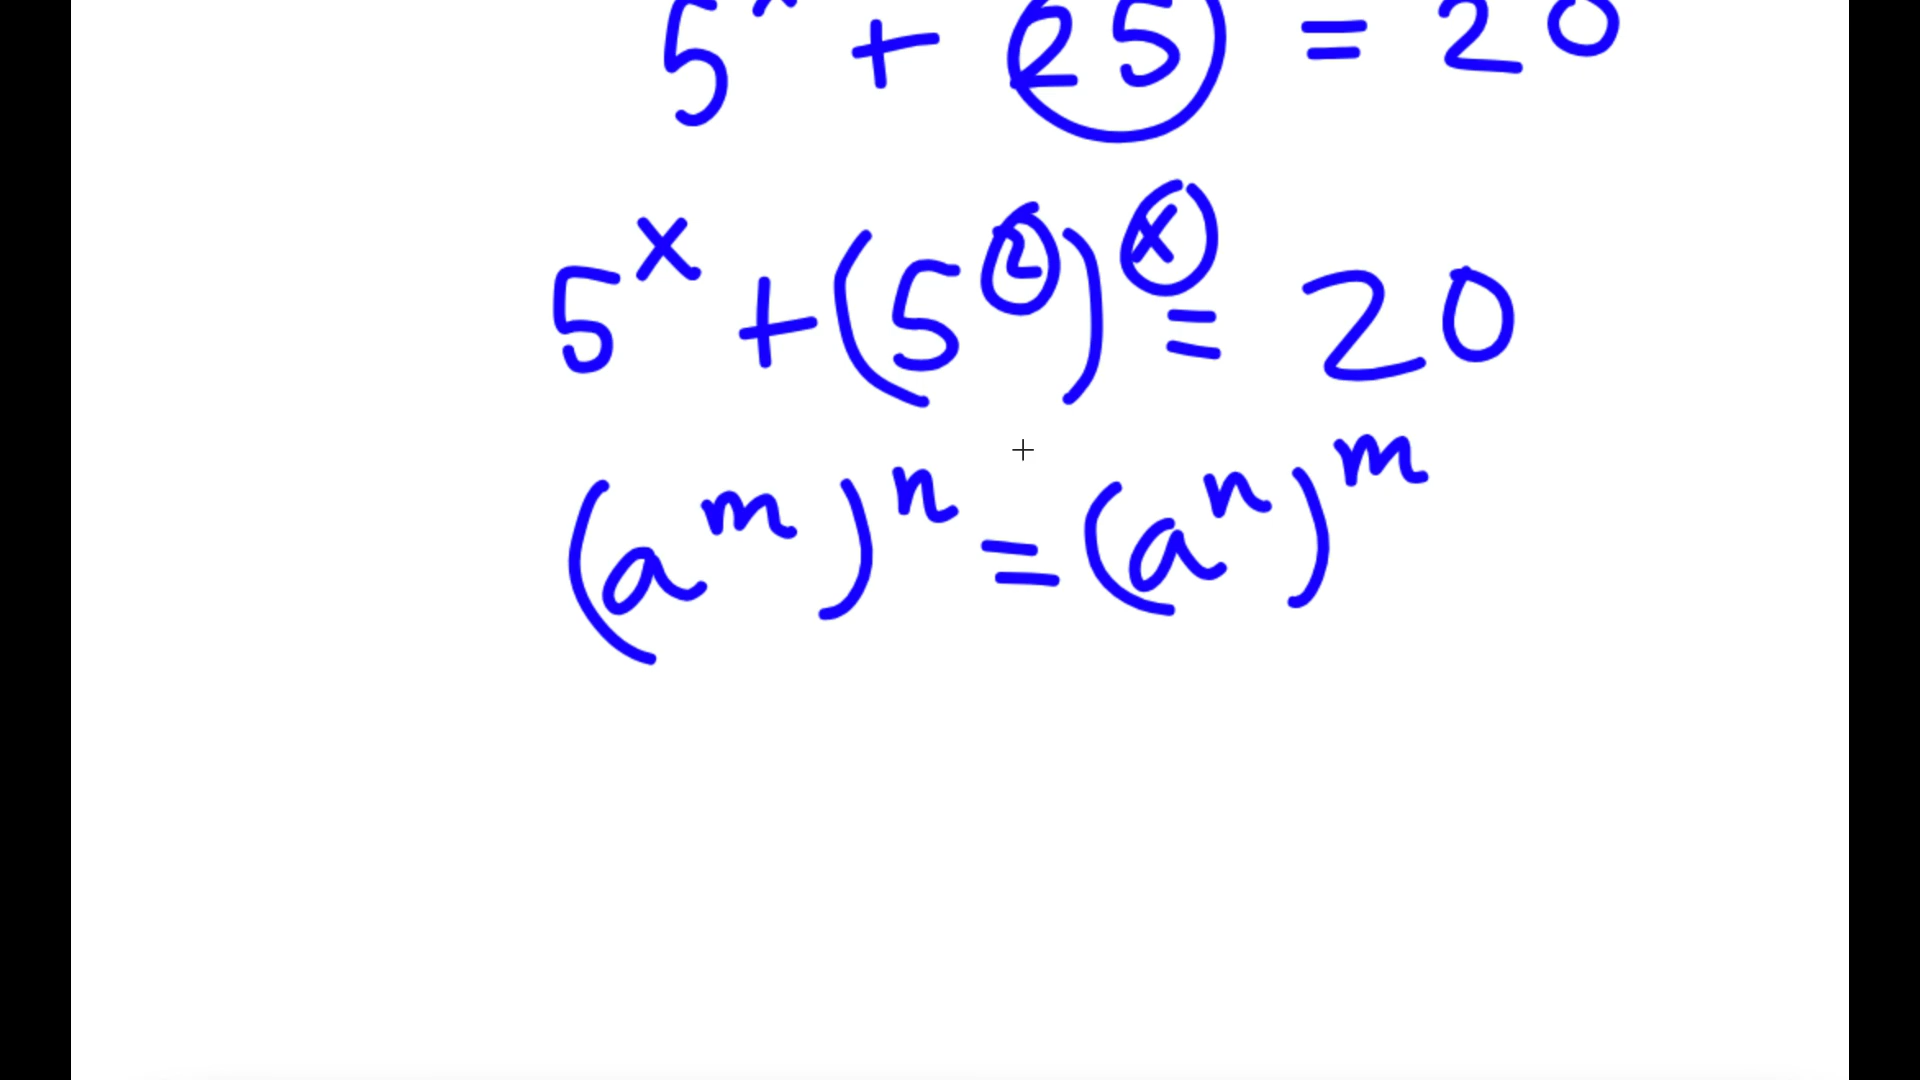 5^x + 25 = 20
5^x + (5^2)^x = 20
(a^m)^n = (a^n)^m